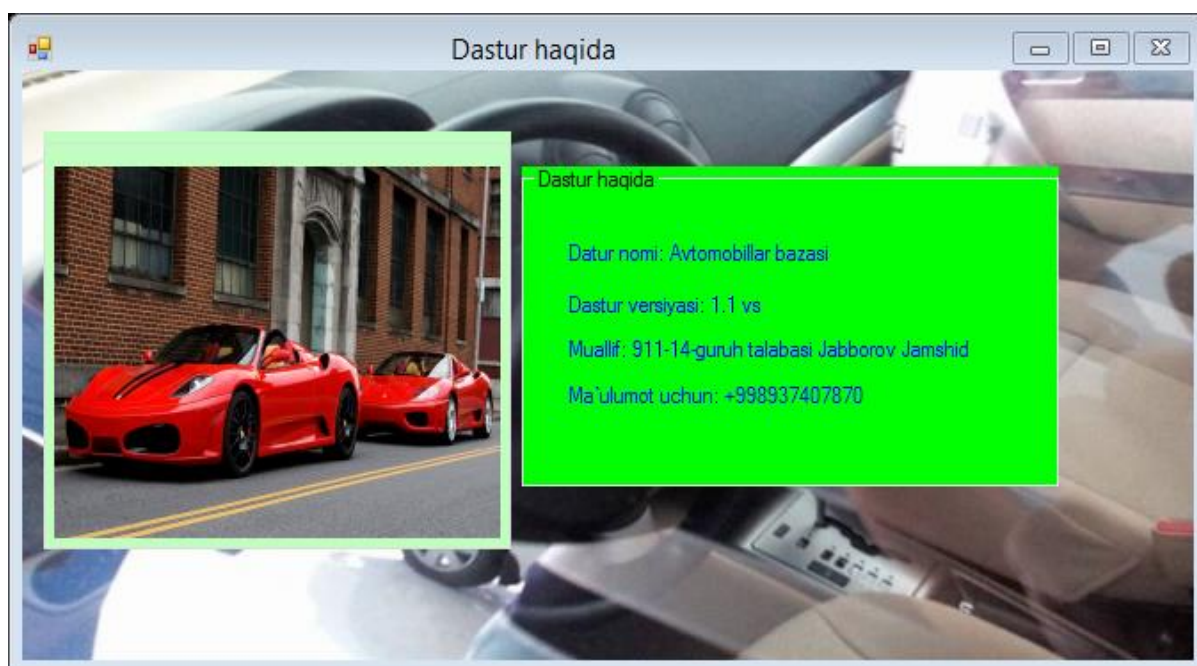 Dastur haqida
Dastur haqida
Datur nomi: Avtomobillar bazasi
Dastur versiyasi: 1.1 vs
Muallif: 911-14-guruh talabasi Jabborov Jamshid
Ma`ulumot uchun: +998937407870